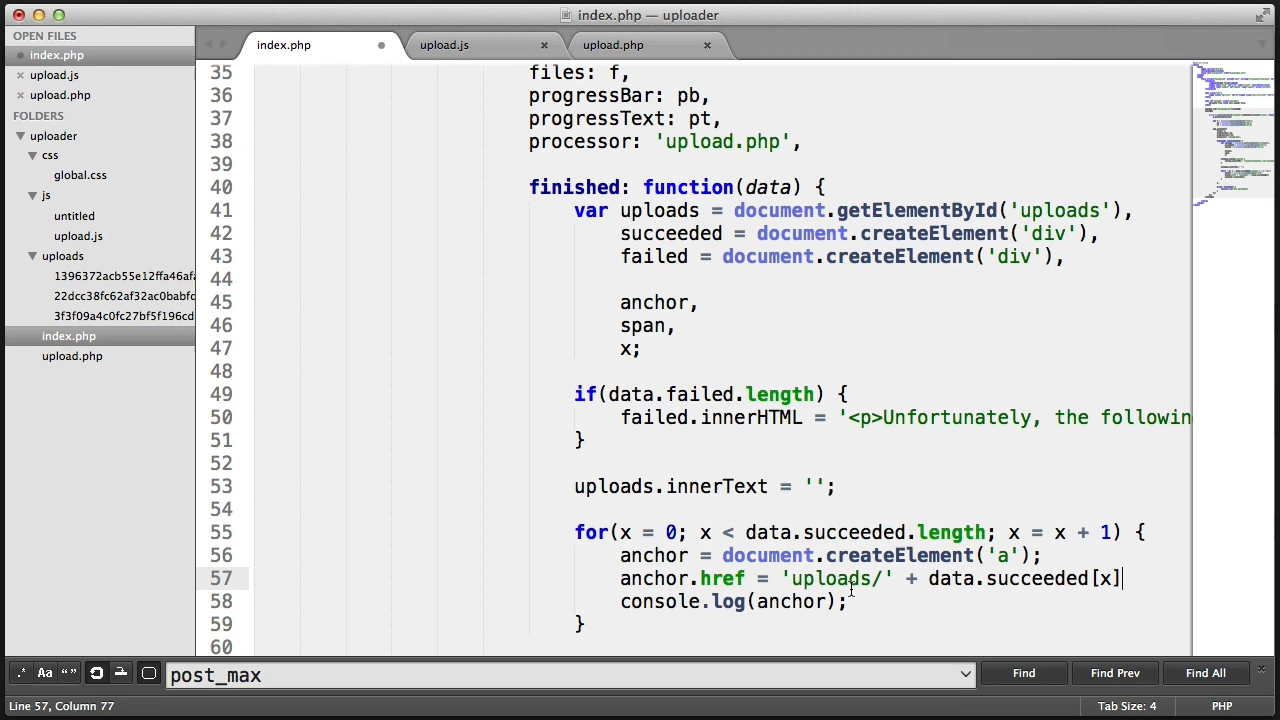 index.php — uploader
OPEN FILES
index.php
upload.js
upload.php
FOLDERS
uploader
css
global.css
js
untitled
upload.js
uploads
1396372acb55e12ffa46afa
22dcc38fc62af32ac0babfd
3f3f09a4c0fc27bf5f196cd
index.php
upload.php
index.php upload.js upload.php
35 files: f,
36 progressBar: pb,
37 progressText: pt,
38 processor: 'upload.php',
39
40 finished: function(data) {
41 var uploads = document.getElementById('uploads'),
42 succeeded = document.createElement('div'),
43 failed = document.createElement('div'),
44
45 anchor,
46 span,
47 x;
48
49 if(data.failed.length) {
50 failed.innerHTML = '<p>Unfortunately, the followin
51 }
52
53 uploads.innerText = '';
54
55 for(x = 0; x < data.succeeded.length; x = x + 1) {
56 anchor = document.createElement('a');
57 anchor.href = 'uploads/' + data.succeeded[x]
58 console.log(anchor);
59 }
60
.* Aa “” post_max Find Find Prev Find All
Line 57, Column 77 Tab Size: 4 PHP